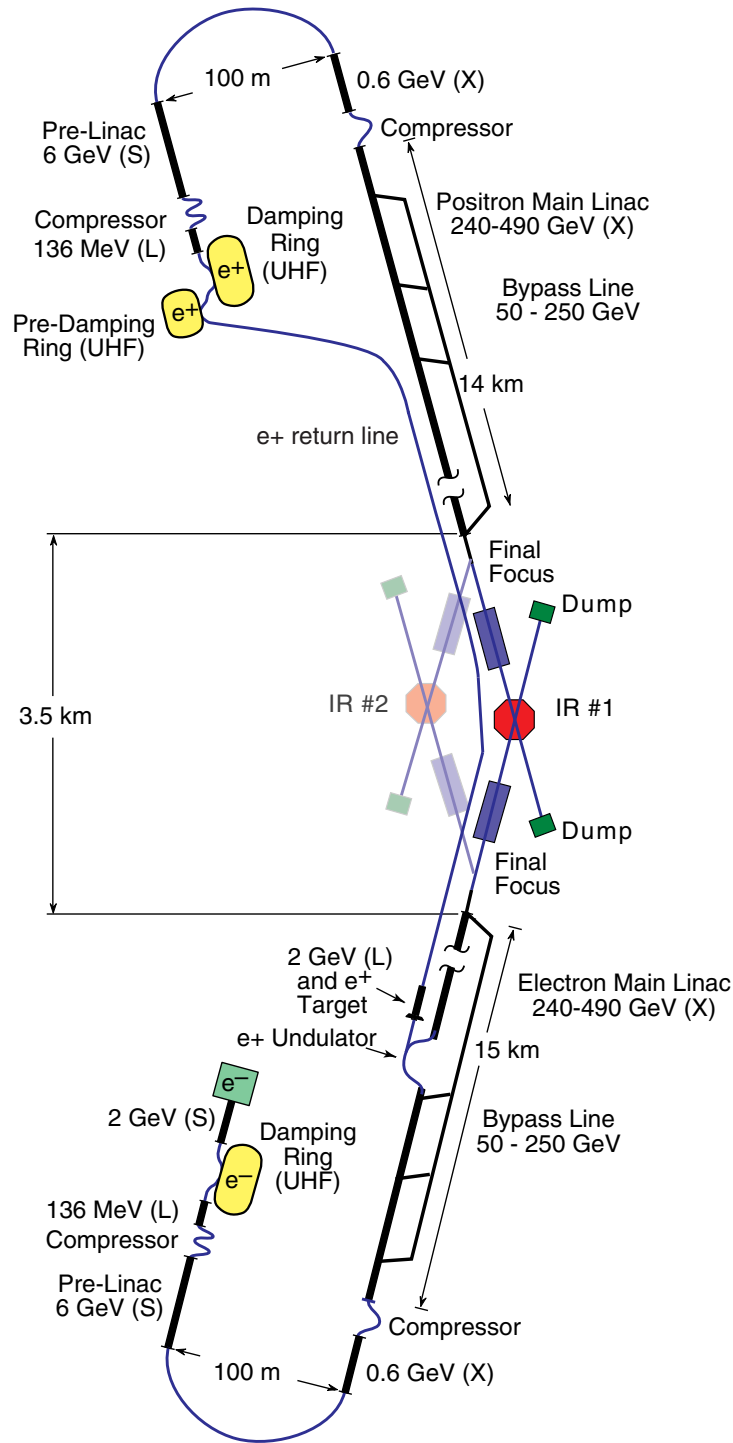 100 m
0.6 GeV (X)
Compressor
Pre-Linac
6 GeV (S)
Compressor
136 MeV (L)
Damping
Ring
(UHF)
e+
e+
Pre-Damping
Ring (UHF)
Positron Main Linac
240-490 GeV (X)
Bypass Line
50 - 250 GeV
14 km
e+ return line
Final
Focus
Dump
IR #2
IR #1
3.5 km
Dump
Final
Focus
2 GeV (L)
and e+
Target
Electron Main Linac
240-490 GeV (X)
e+ Undulator
15 km
e–
2 GeV (S)
Damping
Ring
(UHF)
e–
Bypass Line
50 - 250 GeV
136 MeV (L)
Compressor
Pre-Linac
6 GeV (S)
Compressor
100 m
0.6 GeV (X)